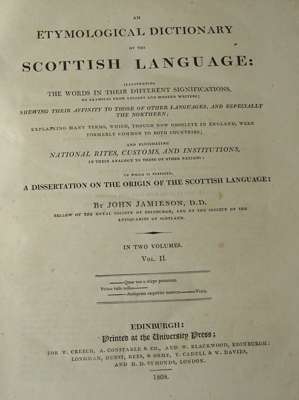 AN
ETYMOLOGICAL DICTIONARY
OF THE
SCOTTISH LANGUAGE:
ILLUSTRATING
THE WORDS IN THEIR DIFFERENT SIGNIFICATIONS,
BY EXAMPLES FROM ANCIENT AND MODERN WRITERS;
SHEWING THEIR AFFINITY TO THOSE OF OTHER LANGUAGES, AND ESPECIALLY
THE NORTHERN;
EXPLAINING MANY TERMS, WHICH, THOUGH NOW OBSOLETE IN ENGLAND, WERE
FORMERLY COMMON TO BOTH COUNTRIES;
AND ELUCIDATING
NATIONAL RITES, CUSTOMS, AND INSTITUTIONS,
IN THEIR ANALOGY TO THOSE OF OTHER NATIONS:
TO WHICH IS PREFIXED,
A DISSERTATION ON THE ORIGIN OF THE SCOTTISH LANGUAGE:
BY JOHN JAMIESON, D.D.
FELLOW OF THE ROYAL SOCIETY OF EDINBURGH, AND OF THE SOCIETY OF THE
ANTIQUARIES OF SCOTLAND.
IN TWO VOLUMES.
VOL. II.
EDINBURGH:
Printed at the University Press;
FOR W. CREECH, A. CONSTABLE & CO., AND W. BLACKWOOD, EDINBURGH:
LONGMAN, HURST, REES, & ORME, T. CADELL & W. DAVIES,
AND H. D. SYMONDS, LONDON.
1808.